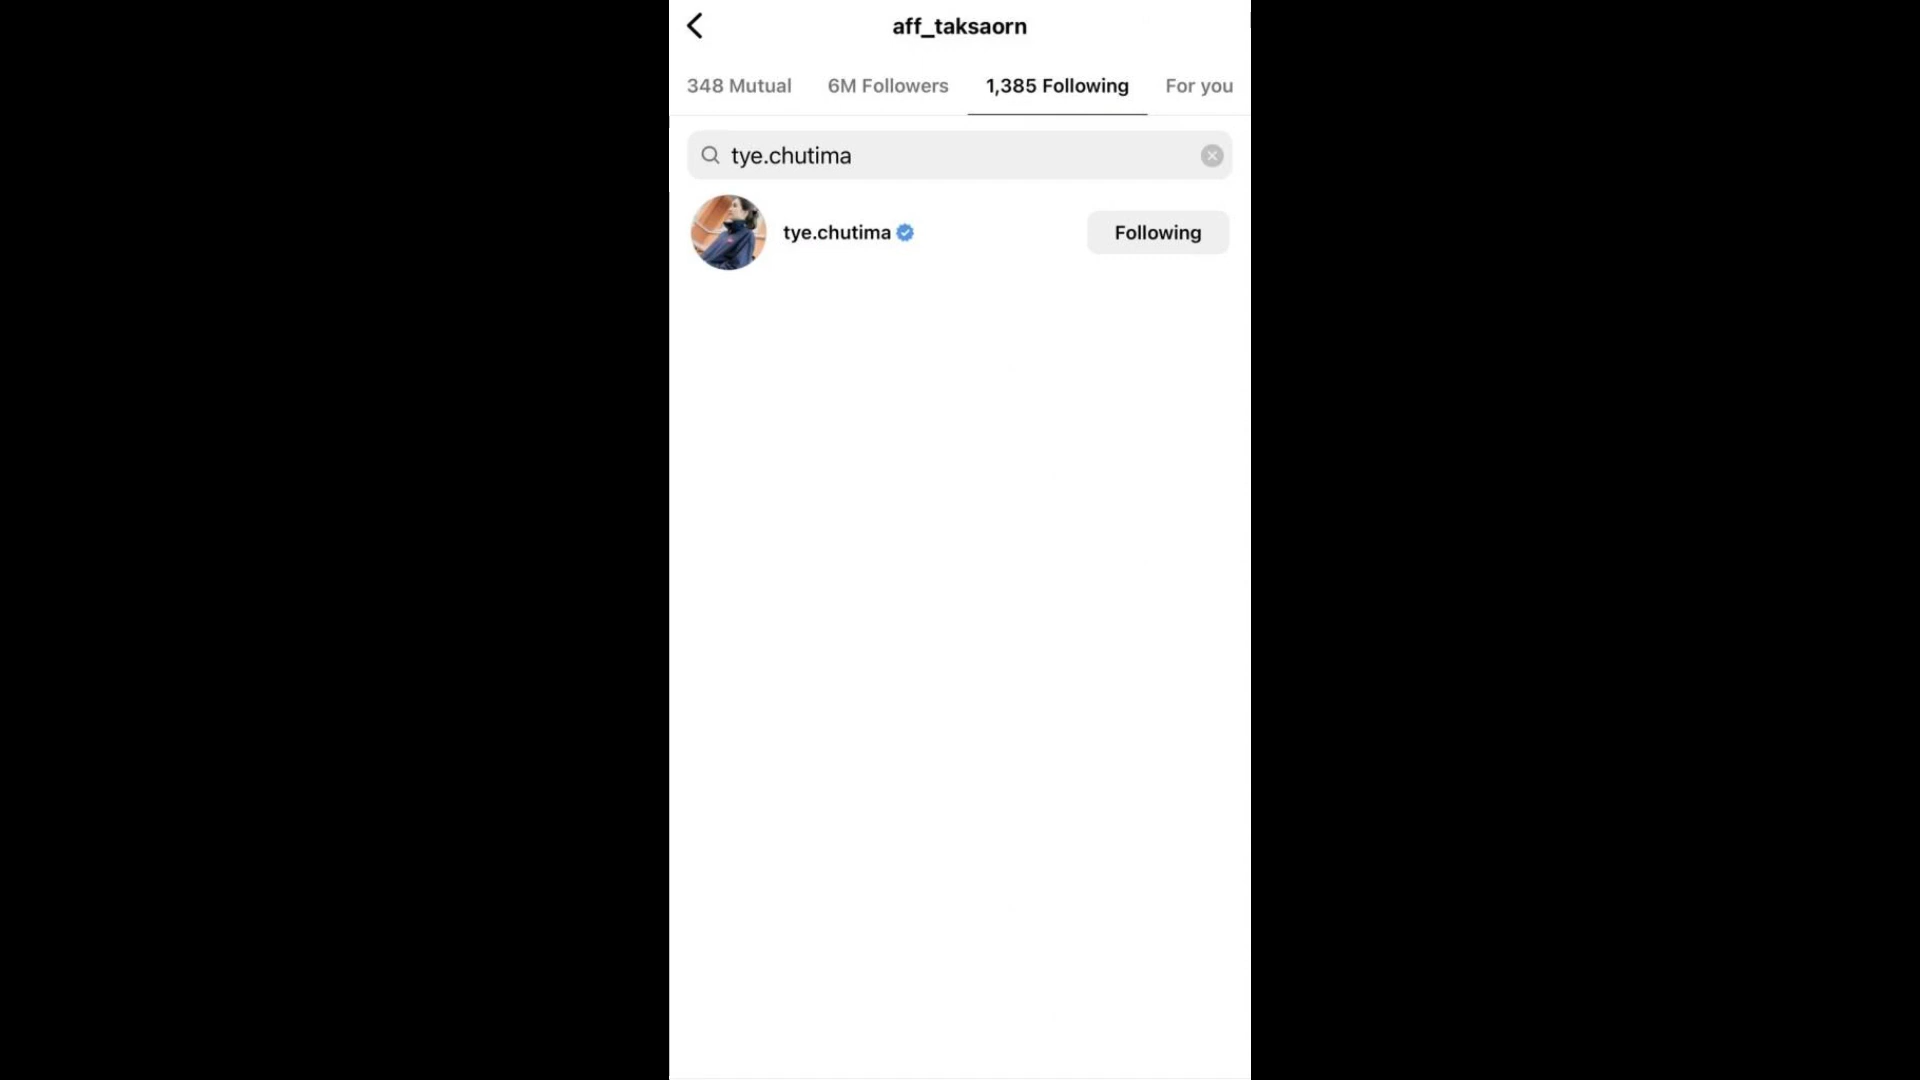 aff_taksaorn
348 Mutual 6M Followers 1,385 Following For you
tye.chutima
tye.chutima Following